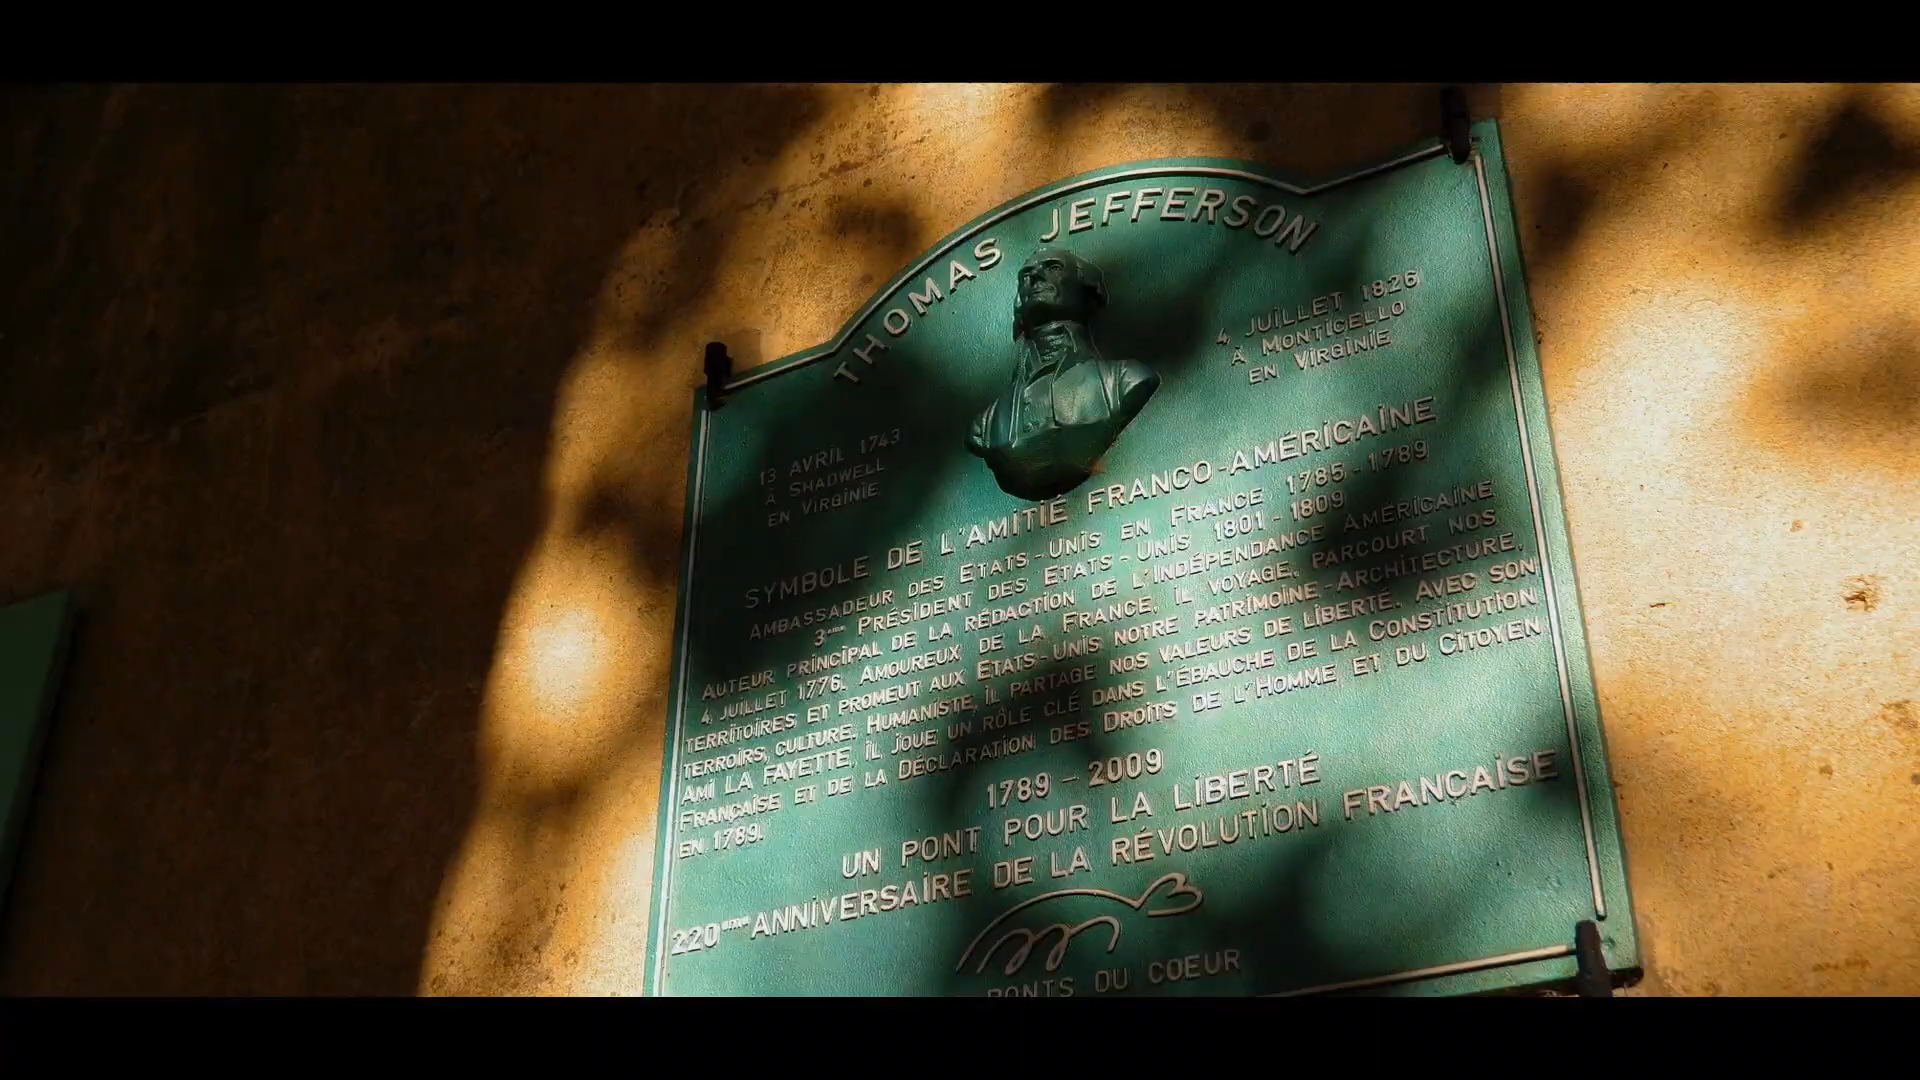 THOMAS JEFFERSON
13 AVRIL 1743
À SHADWELL
EN VIRGINIE
4 JUILLET 1826
À MONTICELLO
EN VIRGINIE
SYMBOLE DE L'AMITIÉ FRANCO-AMÉRICAINE
AMBASSADEUR DES ETATS-UNIS EN FRANCE 1785-1789
3ème PRÉSIDENT DES ETATS-UNIS 1801-1809
AUTEUR PRINCIPAL DE LA RÉDACTION DE L'INDÉPENDANCE AMÉRICAINE
4 JUILLET 1776. AMOUREUX DE LA FRANCE, IL VOYAGE, PARCOURT NOS
TERRITOIRES ET PROMEUT AUX ETATS-UNIS NOTRE PATRIMOINE-ARCHITECTURE,
TERROIRS, CULTURE. HUMANISTE, IL PARTAGE NOS VALEURS DE LIBERTÉ. AVEC SON
AMI LA FAYETTE, IL JOUE UN RÔLE CLÉ DANS L'ÉBAUCHE DE LA CONSTITUTION
FRANÇAISE ET DE LA DÉCLARATION DES DROITS DE L'HOMME ET DU CITOYEN
EN 1789.
1789 - 2009
UN PONT POUR LA LIBERTÉ
220ème ANNIVERSAIRE DE LA RÉVOLUTION FRANÇAISE
PONTS DU COEUR